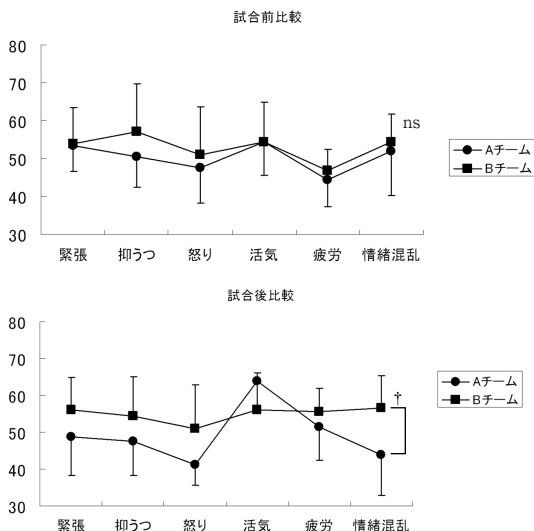 試合前比較
80
70
60
50
40
30
ns
Aチーム
Bチーム
緊張 抑うつ 怒り 活気 疲労 情緒混乱
試合後比較
80
70
60
50
40
30
†
Aチーム
Bチーム
緊張 抑うつ 怒り 活気 疲労 情緒混乱